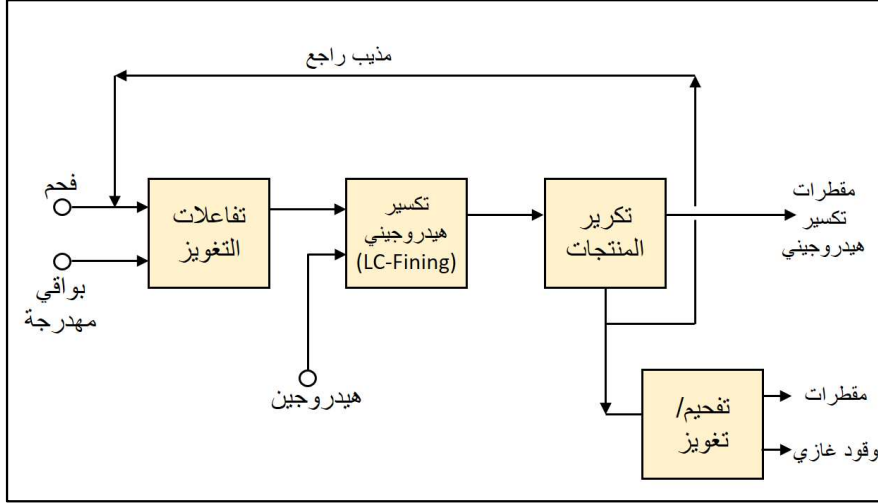 مذيب راجع
فحم
تفاعلات
التغويز
تكسير
هيدروجيني
(LC-Fining)
تكرير
المنتجات
مقطرات
تكسير
هيدروجيني
بواقي
مهدرجة
هيدروجين
تفحيم/
تغويز
مقطرات
وقود غازي